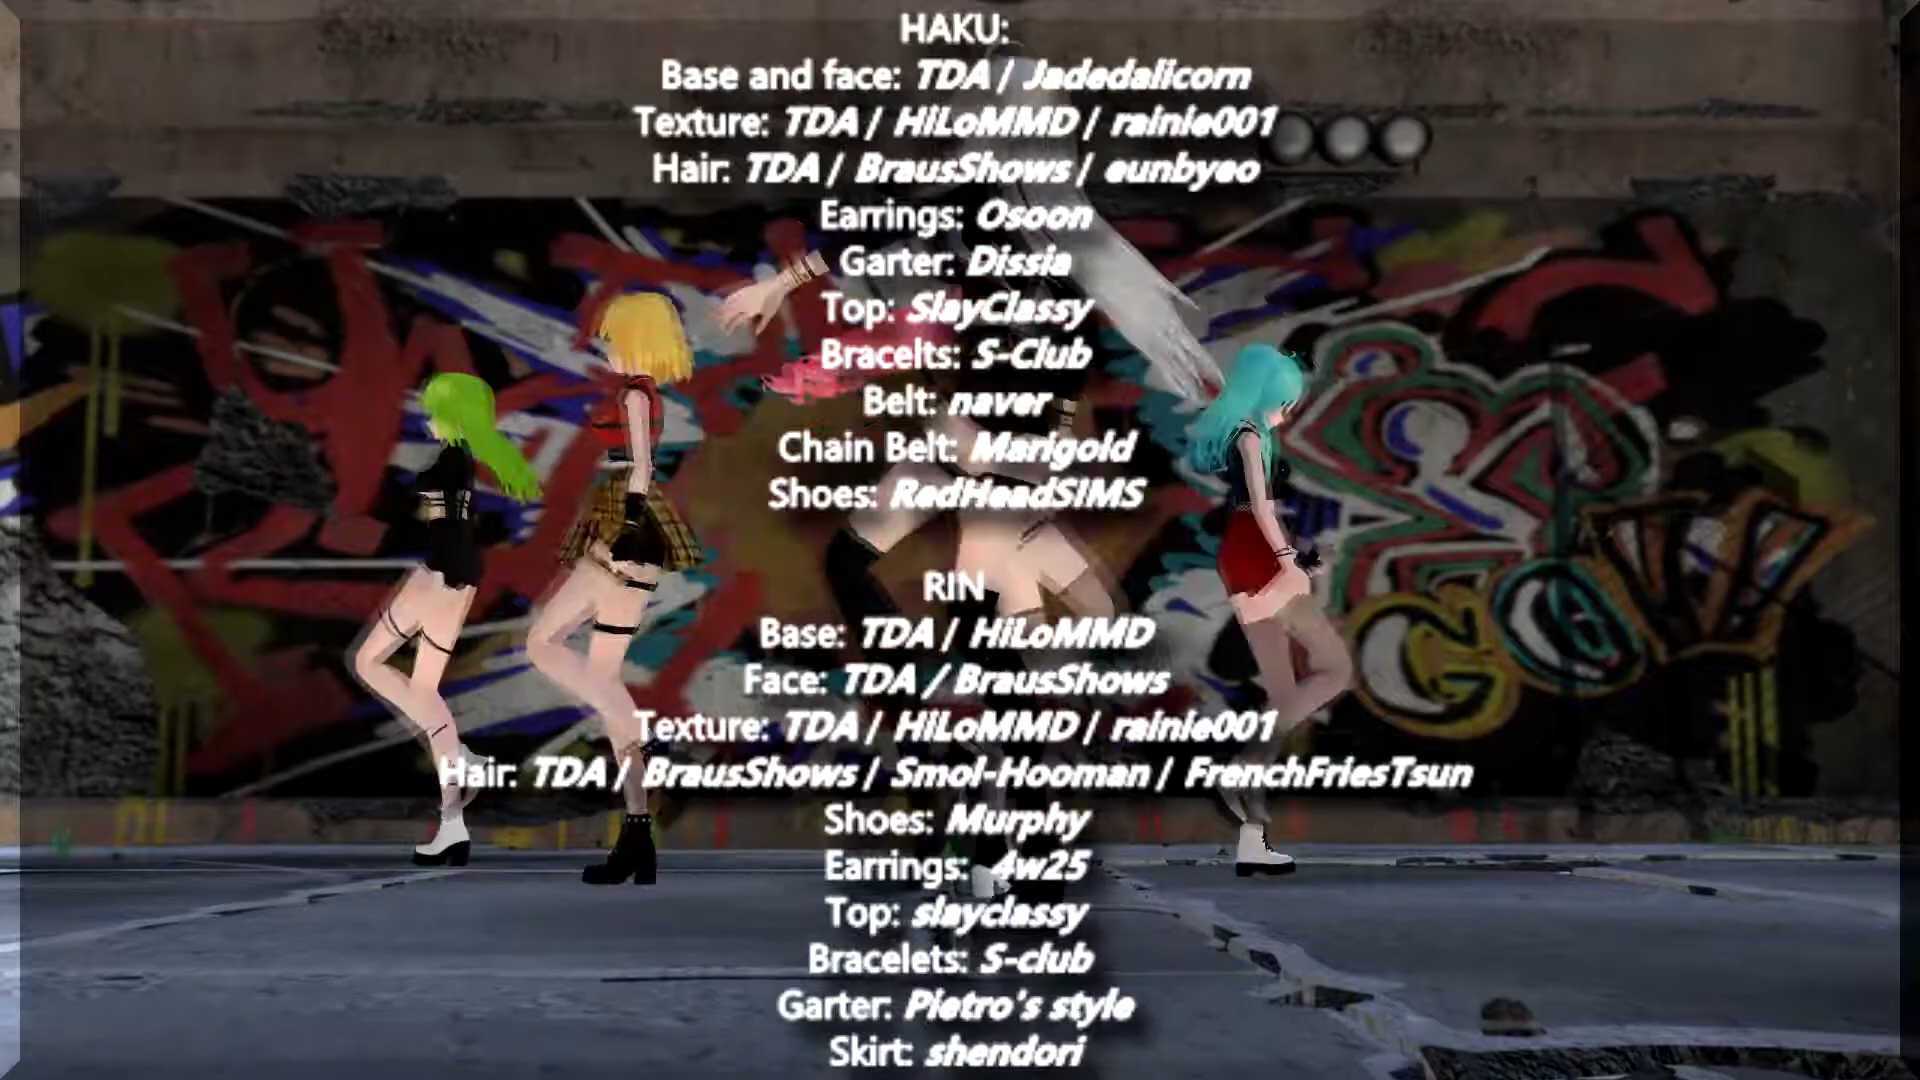 HAKU:
Base and face: TDA / Jadedalicorn
Texture: TDA / HiLoMMD / rainie001
Hair: TDA / BrausShows / eunbyeo
Earrings: Osoon
Garter: Dissia
Top: SlayClassy
Bracelts: S-Club
Belt: naver
Chain Belt: Marigold
Shoes: RedHeadSIMS
RIN
Base: TDA / HiLoMMD
Face: TDA / BrausShows
Texture: TDA / HiLoMMD / rainie001
Hair: TDA / BrausShows / Smol-Hooman / FrenchFriesTsun
Shoes: Murphy
Earrings: 4w25
Top: slayclassy
Bracelets: S-club
Garter: Pietro's style
Skirt: shendori